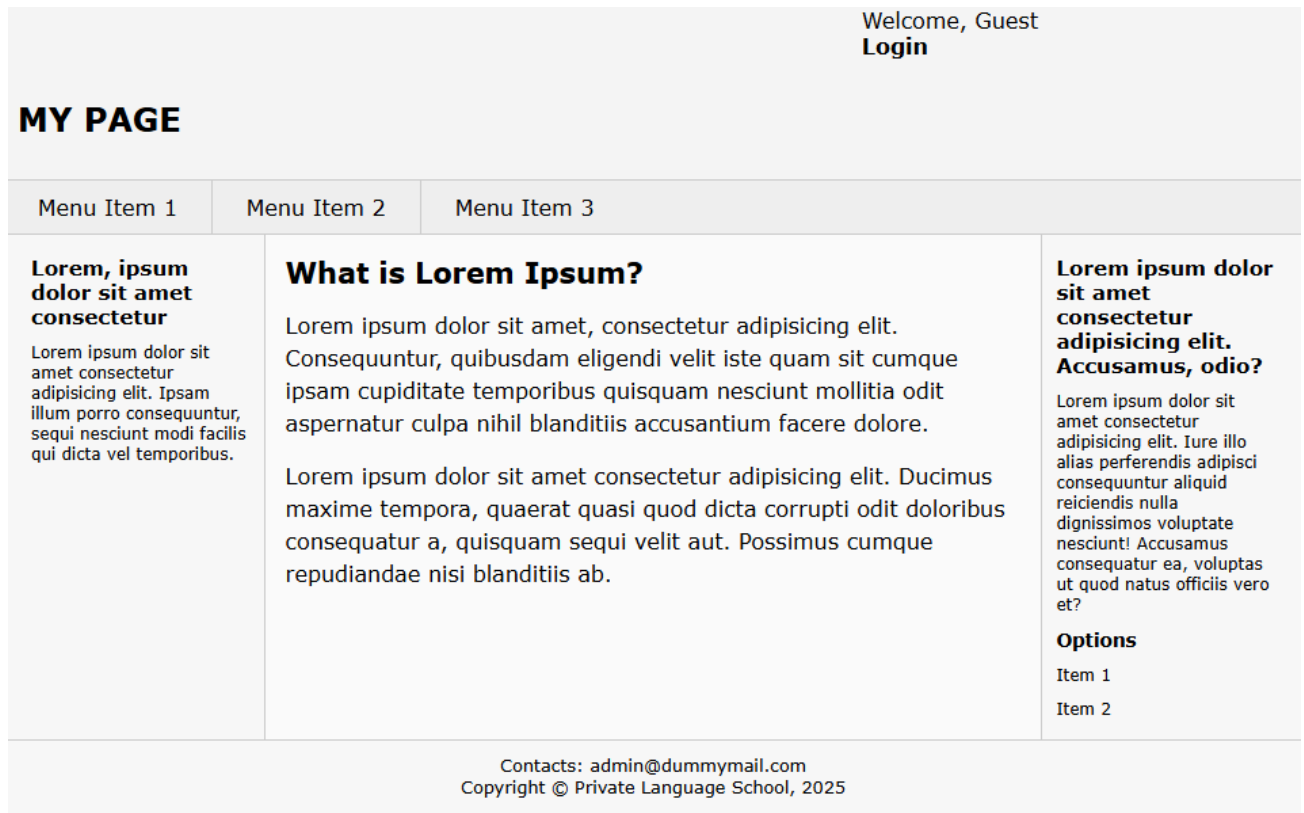 Welcome, Guest
Login
MY PAGE
Menu Item 1
Menu Item 2
Menu Item 3
Lorem, ipsum
dolor sit amet
consectetur
Lorem ipsum dolor sit
amet consectetur
adipisicing elit. Ipsam
illum porro consequuntur,
sequi nesciunt modi facilis
qui dicta vel temporibus.
What is Lorem Ipsum?
Lorem ipsum dolor sit amet, consectetur adipisicing elit.
Consequuntur, quibusdam eligendi velit iste quam sit cumque
ipsam cupiditate temporibus quisquam nesciunt mollitia odit
aspernatur culpa nihil blanditiis accusantium facere dolore.
Lorem ipsum dolor sit amet consectetur adipisicing elit. Ducimus
maxime tempora, quaerat quasi quod dicta corrupti odit doloribus
consequatur a, quisquam sequi velit aut. Possimus cumque
repudiandae nisi blanditiis ab.
Lorem ipsum dolor
sit amet
consectetur
adipisicing elit.
Accusamus, odio?
Lorem ipsum dolor sit
amet consectetur
adipisicing elit. Iure illo
alias perferendis adipisci
consequuntur aliquid
reiciendis nulla
dignissimos voluptate
nesciunt! Accusamus
consequatur ea, voluptas
ut quod natus officiis vero
et?
Options
Item 1
Item 2
Contacts: admin@dummymail.com
Copyright © Private Language School, 2025